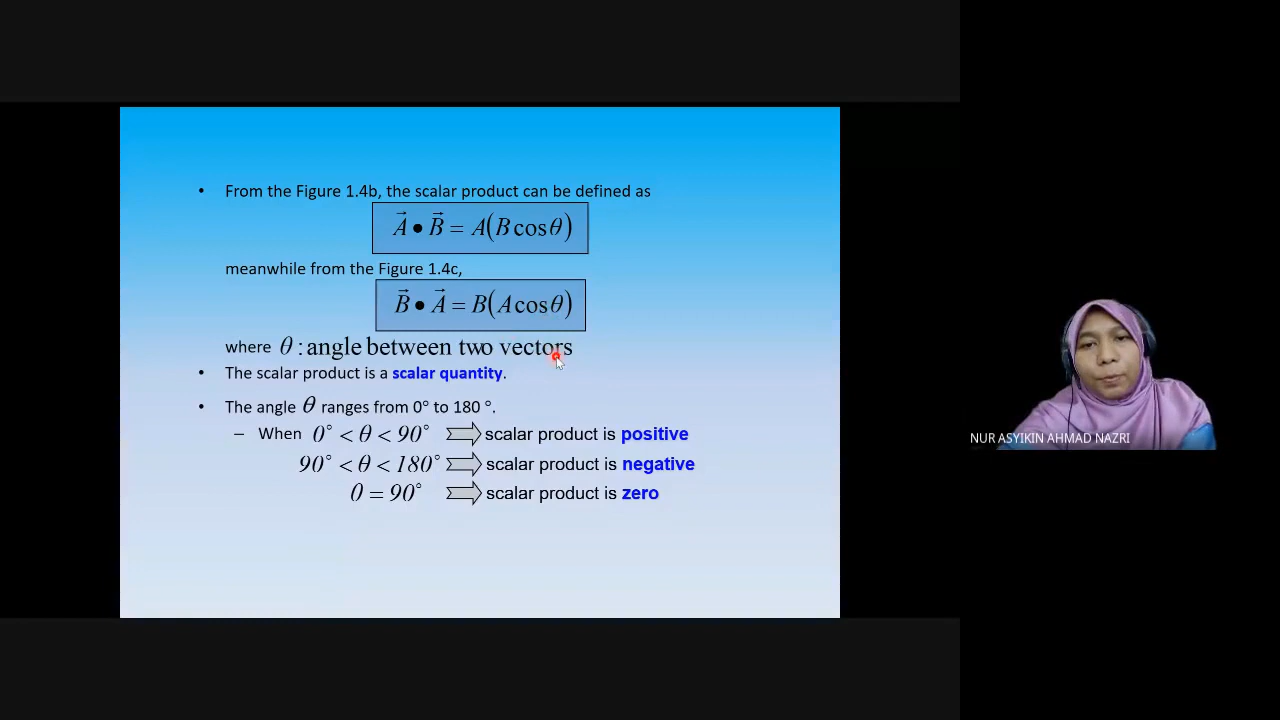 • From the Figure 1.4b, the scalar product can be defined as
A⃗ • B⃗ = A(B cosθ)
meanwhile from the Figure 1.4c,
B⃗ • A⃗ = B(A cosθ)
where θ : angle between two vectors
• The scalar product is a scalar quantity.
• The angle θ ranges from 0° to 180 °.
– When 0° < θ < 90° scalar product is positive
90° < θ < 180° scalar product is negative
θ = 90° scalar product is zero
NUR ASYIKIN AHMAD NAZRI